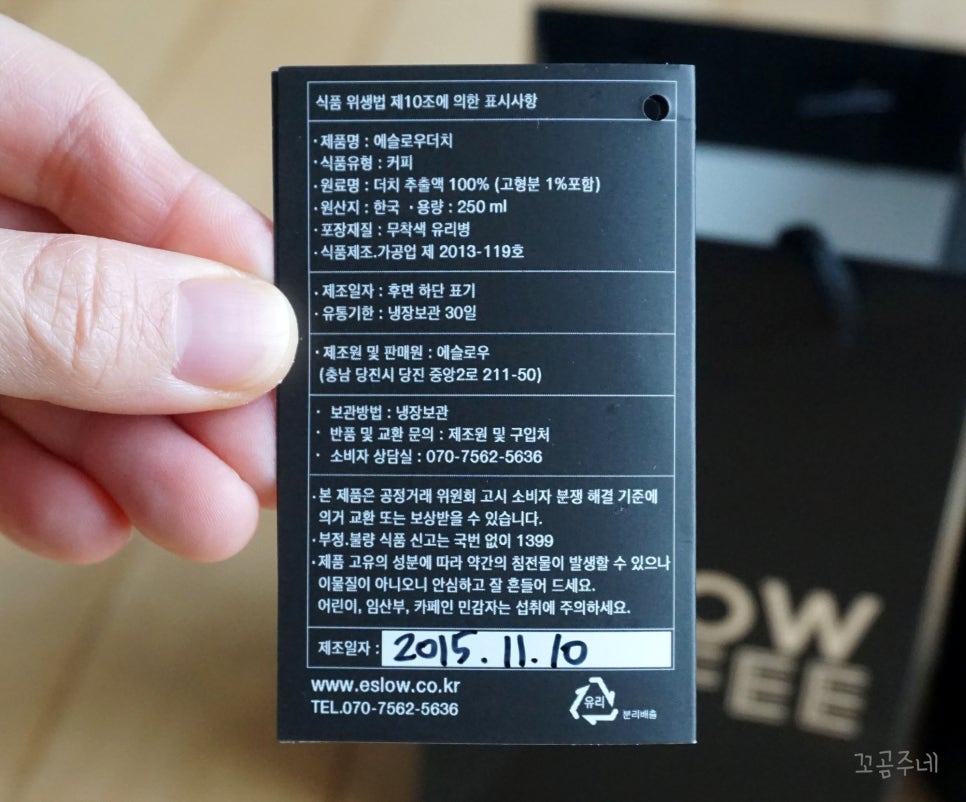 식품 위생법 제10조에 의한 표시사항
· 제품명 : 에슬로우더치
· 식품유형 : 커피
· 원료명 : 더치 추출액 100% (고형분 1%포함)
· 원산지 : 한국 · 용량 : 250 ml
· 포장재질 : 무착색 유리병
· 식품제조.가공업 제 2013-119호
· 제조일자 : 후면 하단 표기
· 유통기한 : 냉장보관 30일
· 제조원 및 판매원 : 에슬로우
(충남 당진시 당진 중앙2로 211-50)
· 보관방법 : 냉장보관
· 반품 및 교환 문의 : 제조원 및 구입처
· 소비자 상담실 : 070-7562-5636
· 본 제품은 공정거래 위원회 고시 소비자 분쟁 해결 기준에
의거 교환 또는 보상받을 수 있습니다.
· 부정.불량 식품 신고는 국번 없이 1399
· 제품 고유의 성분에 따라 약간의 침전물이 발생할 수 있으나
이물질이 아니오니 안심하고 잘 흔들어 드세요.
어린이, 임산부, 카페인 민감자는 섭취에 주의하세요.
제조일자 : 2015.11.10
www.eslow.co.kr
TEL.070-7562-5636
유리
분리배출
OW
FEE
꼬곰주네